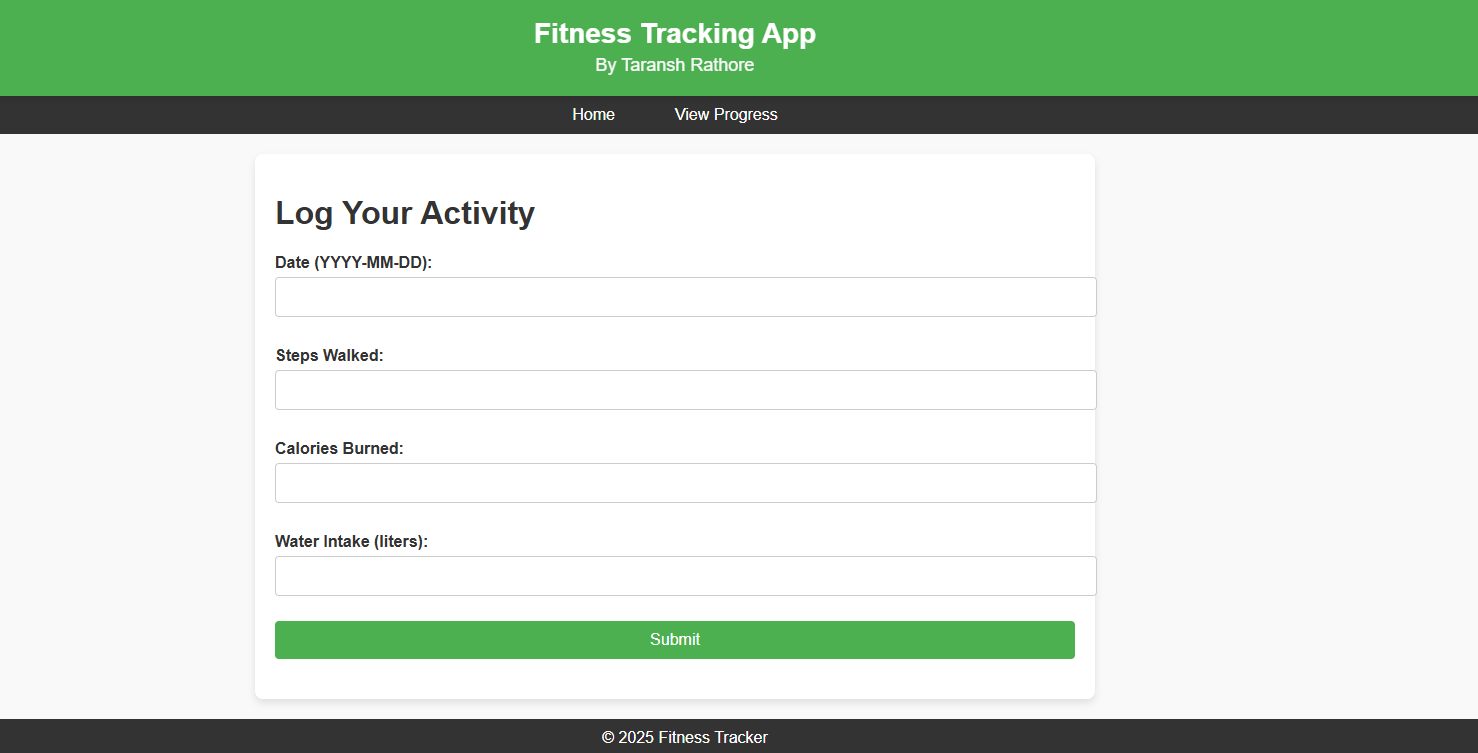 Fitness Tracking App
By Taransh Rathore
Home View Progress
Log Your Activity
Date (YYYY-MM-DD):
Steps Walked:
Calories Burned:
Water Intake (liters):
Submit
© 2025 Fitness Tracker